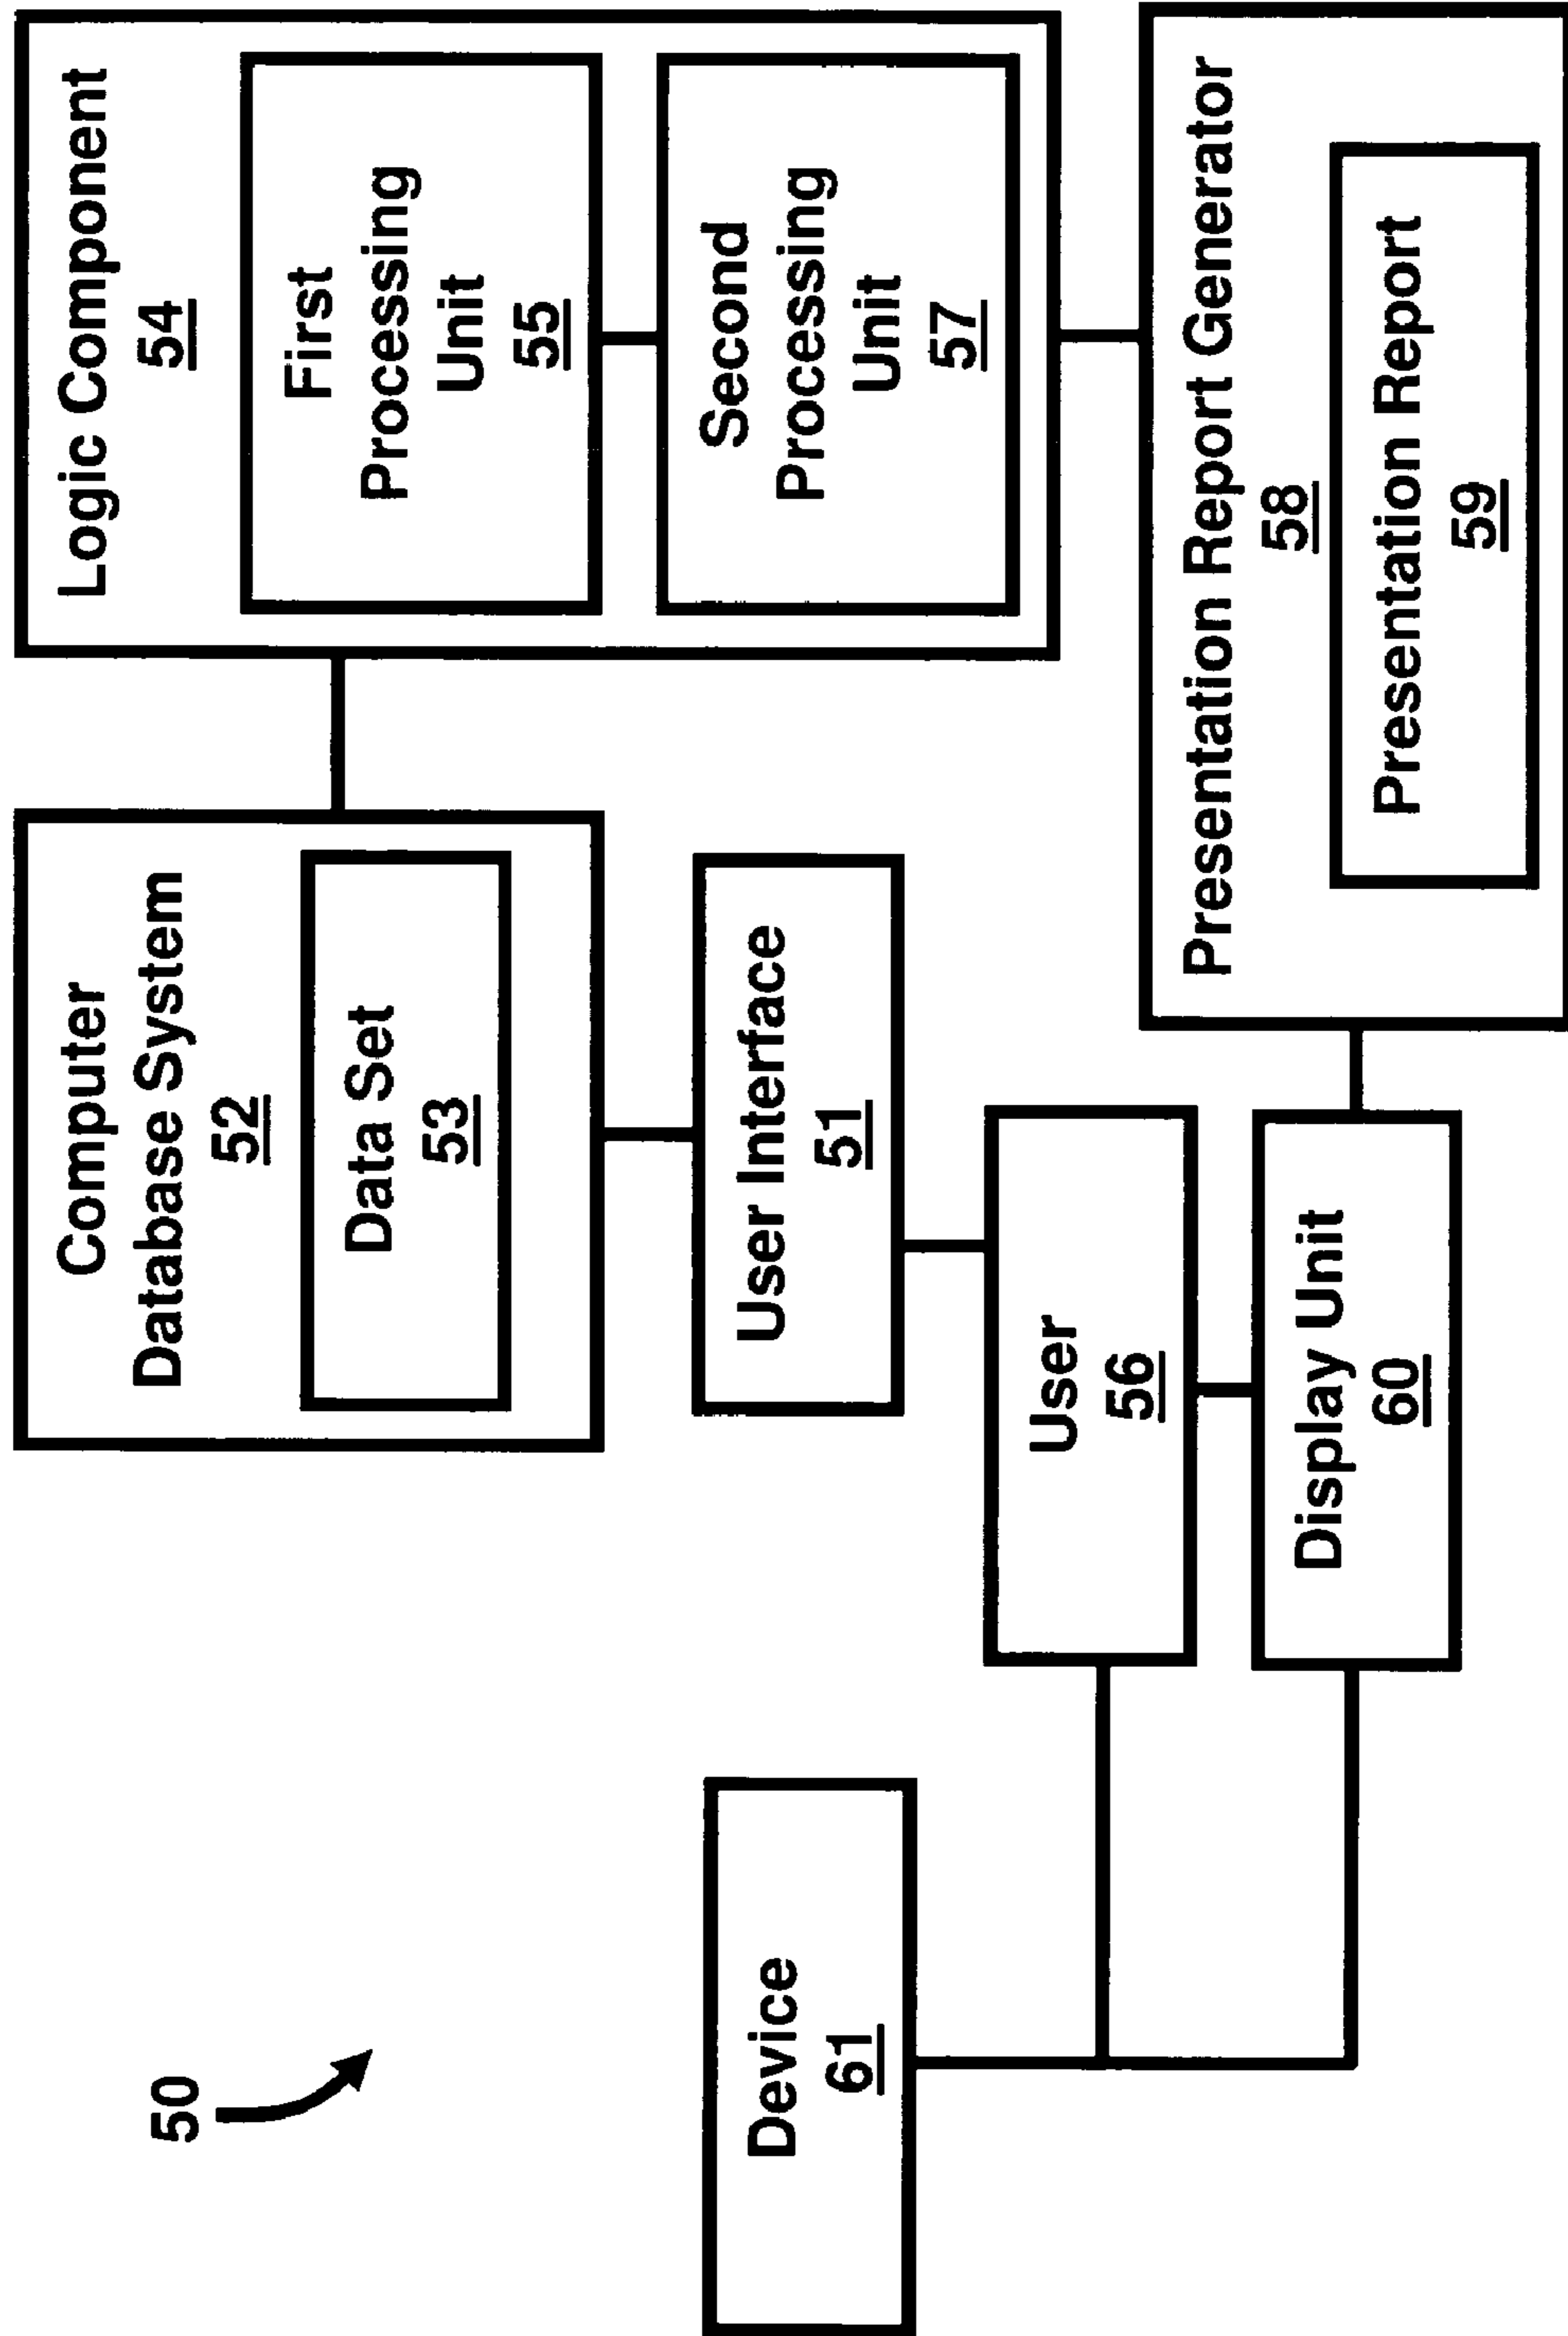 50
Device
61
Computer
Database System
52
Data Set
53
User Interface
51
User
56
Display Unit
60
Logic Component
54
First
Processing
Unit
55
Second
Processing
Unit
57
Presentation Report Generator
58
Presentation Report
59